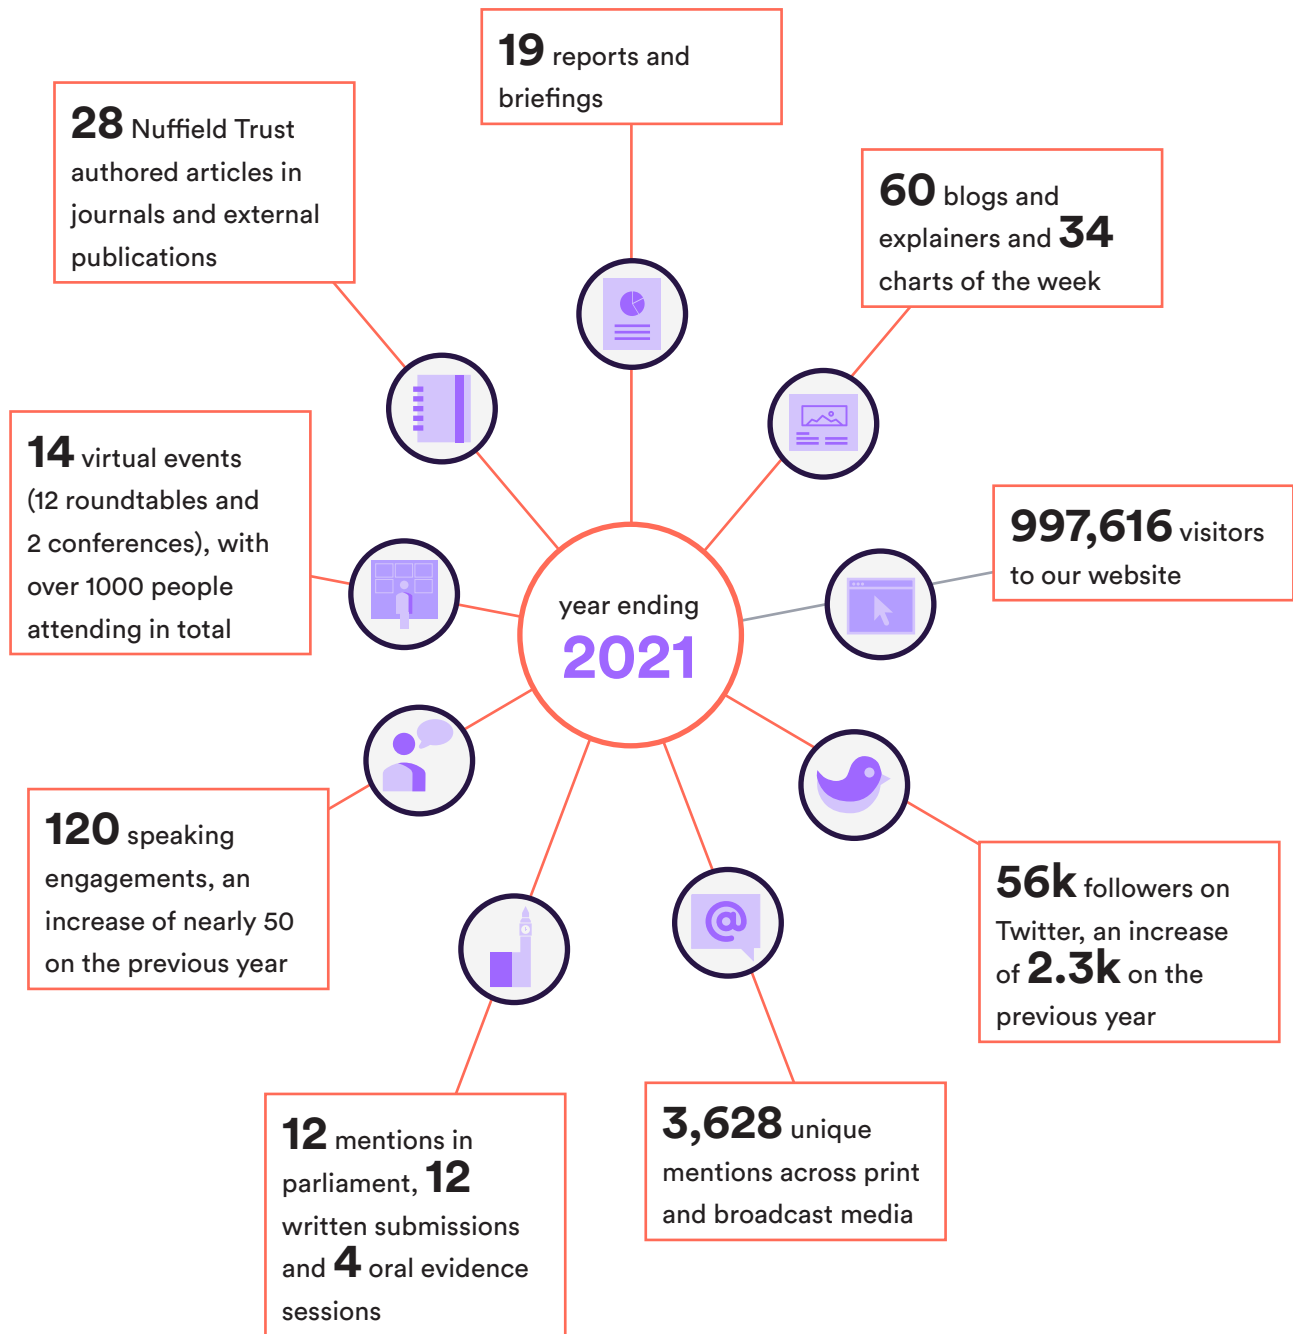 19 reports and
briefings
28 Nuffield Trust
authored articles in
journals and external
publications
60 blogs and
explainers and 34
charts of the week
14 virtual events
(12 roundtables and
2 conferences), with
over 1000 people
attending in total
997,616 visitors
to our website
year ending
2021
120 speaking
engagements, an
increase of nearly 50
on the previous year
56k followers on
Twitter, an increase
of 2.3k on the
previous year
12 mentions in
parliament, 12
written submissions
and 4 oral evidence
sessions
3,628 unique
mentions across print
and broadcast media
@